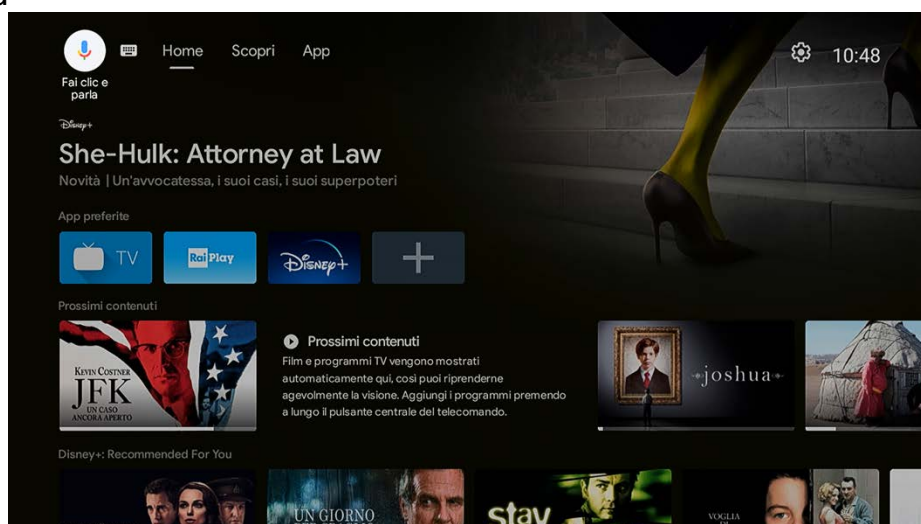 Home Scopri App
10:48
Fai clic e
parla
Disney+
She-Hulk: Attorney at Law
Novità | Un'avvocatessa, i suoi casi, i suoi superpoteri
App preferite
TV
Rai Play
Disney+
Prossimi contenuti
KEVIN COSTNER
JFK
UN CASO
ANCORA APERTO
Prossimi contenuti
Film e programmi TV vengono mostrati
automaticamente qui, così puoi riprenderne
agevolmente la visione. Aggiungi i programmi premendo
a lungo il pulsante centrale del telecomando.
joshua
Disney+: Recommended For You
UN GIORNO
stay
VOGLIA